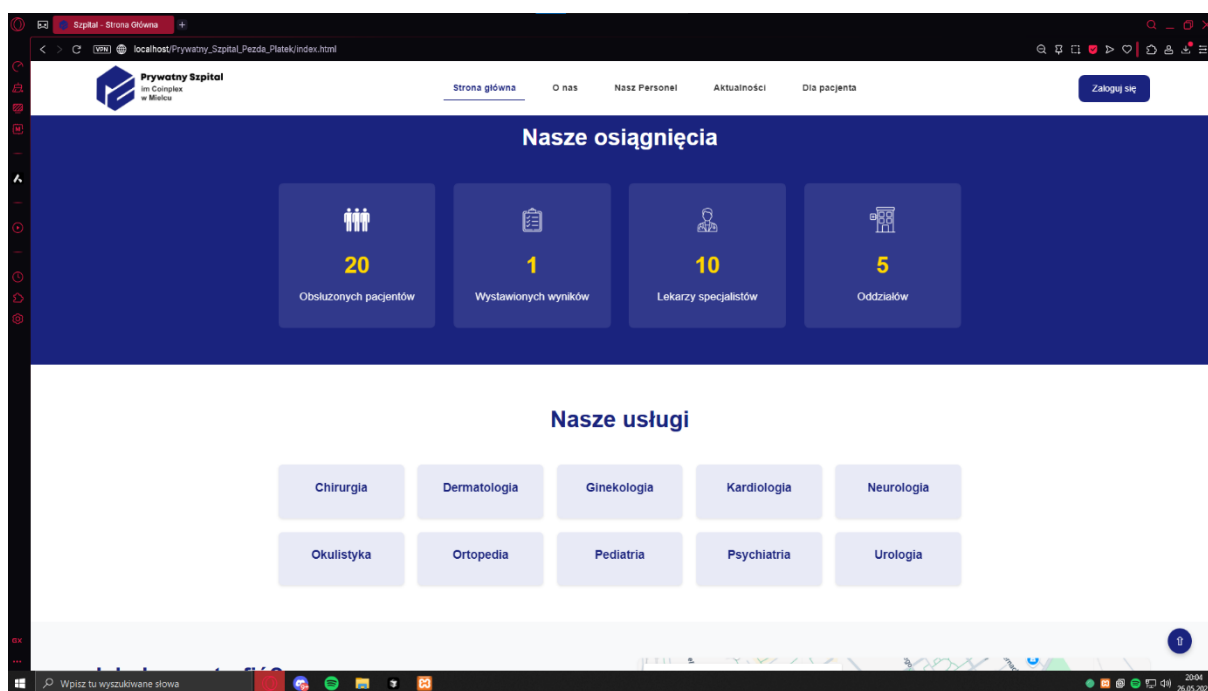 Szpital - Strona Główna
VPN
localhost/Prywatny_Szpital_Pezda_Platek/index.html
Prywatny Szpital
im Coinplex
w Mielcu
Strona główna O nas Nasz Personel Aktualności Dla pacjenta
Zaloguj się
Nasze osiągnięcia
20 1 10 5
Obsłużonych pacjentów Wystawionych wyników Lekarzy specjalistów Oddziałów
Nasze usługi
Chirurgia Dermatologia Ginekologia Kardiologia Neurologia
Okulistyka Ortopedia Pediatria Psychiatria Urologia
GX
Wpisz tu wyszukiwane słowa
20:04